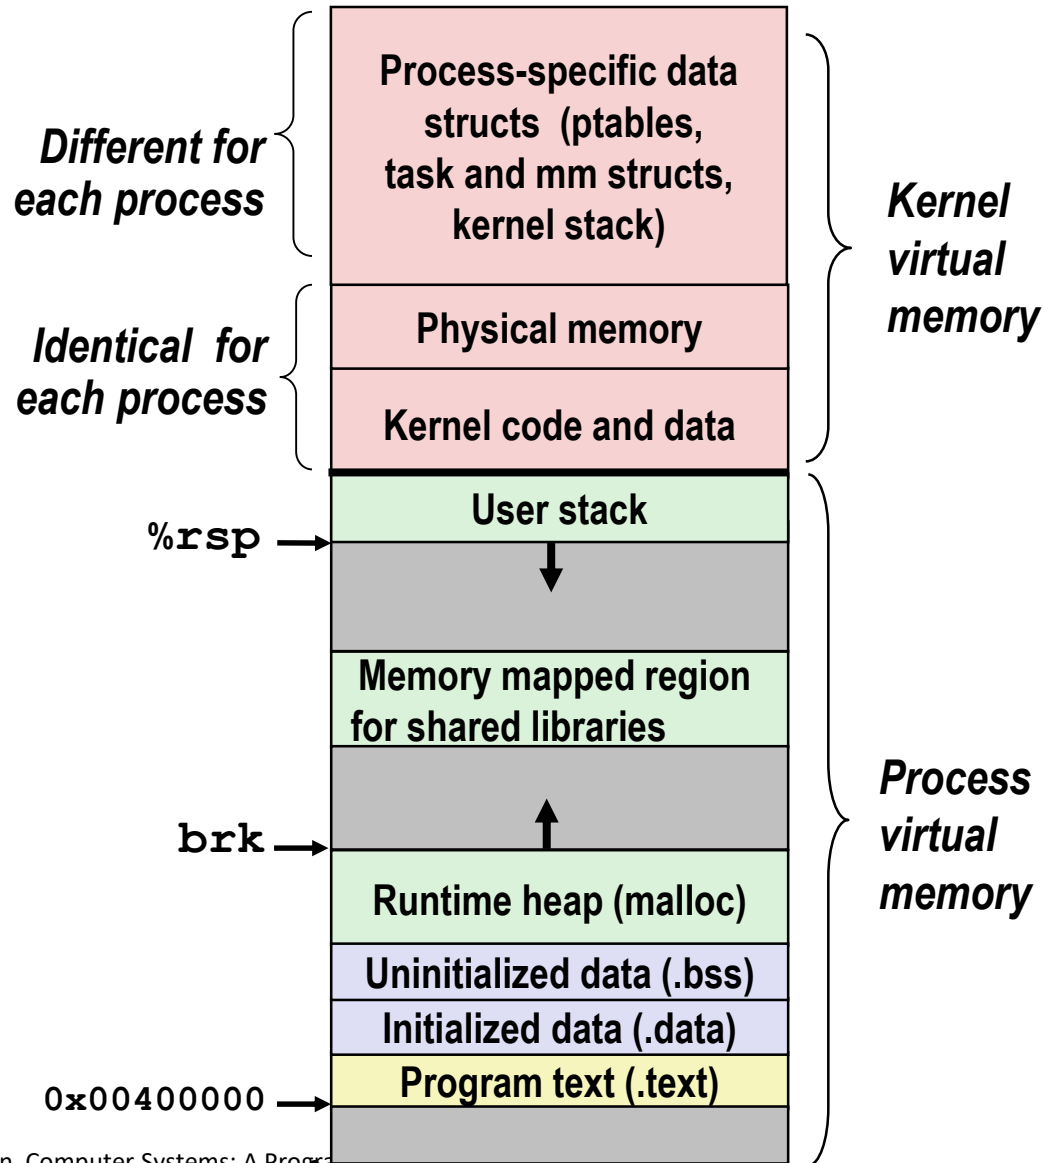 Process-specific data
structs (ptables,
task and mm structs,
kernel stack)
Different for
each process
Kernel
virtual
memory
Physical memory
Identical for
each process
Kernel code and data
User stack
%rsp
Memory mapped region
for shared libraries
Process
virtual
memory
brk
Runtime heap (malloc)
Uninitialized data (.bss)
Initialized data (.data)
Program text (.text)
0x00400000
Computer Systems: A